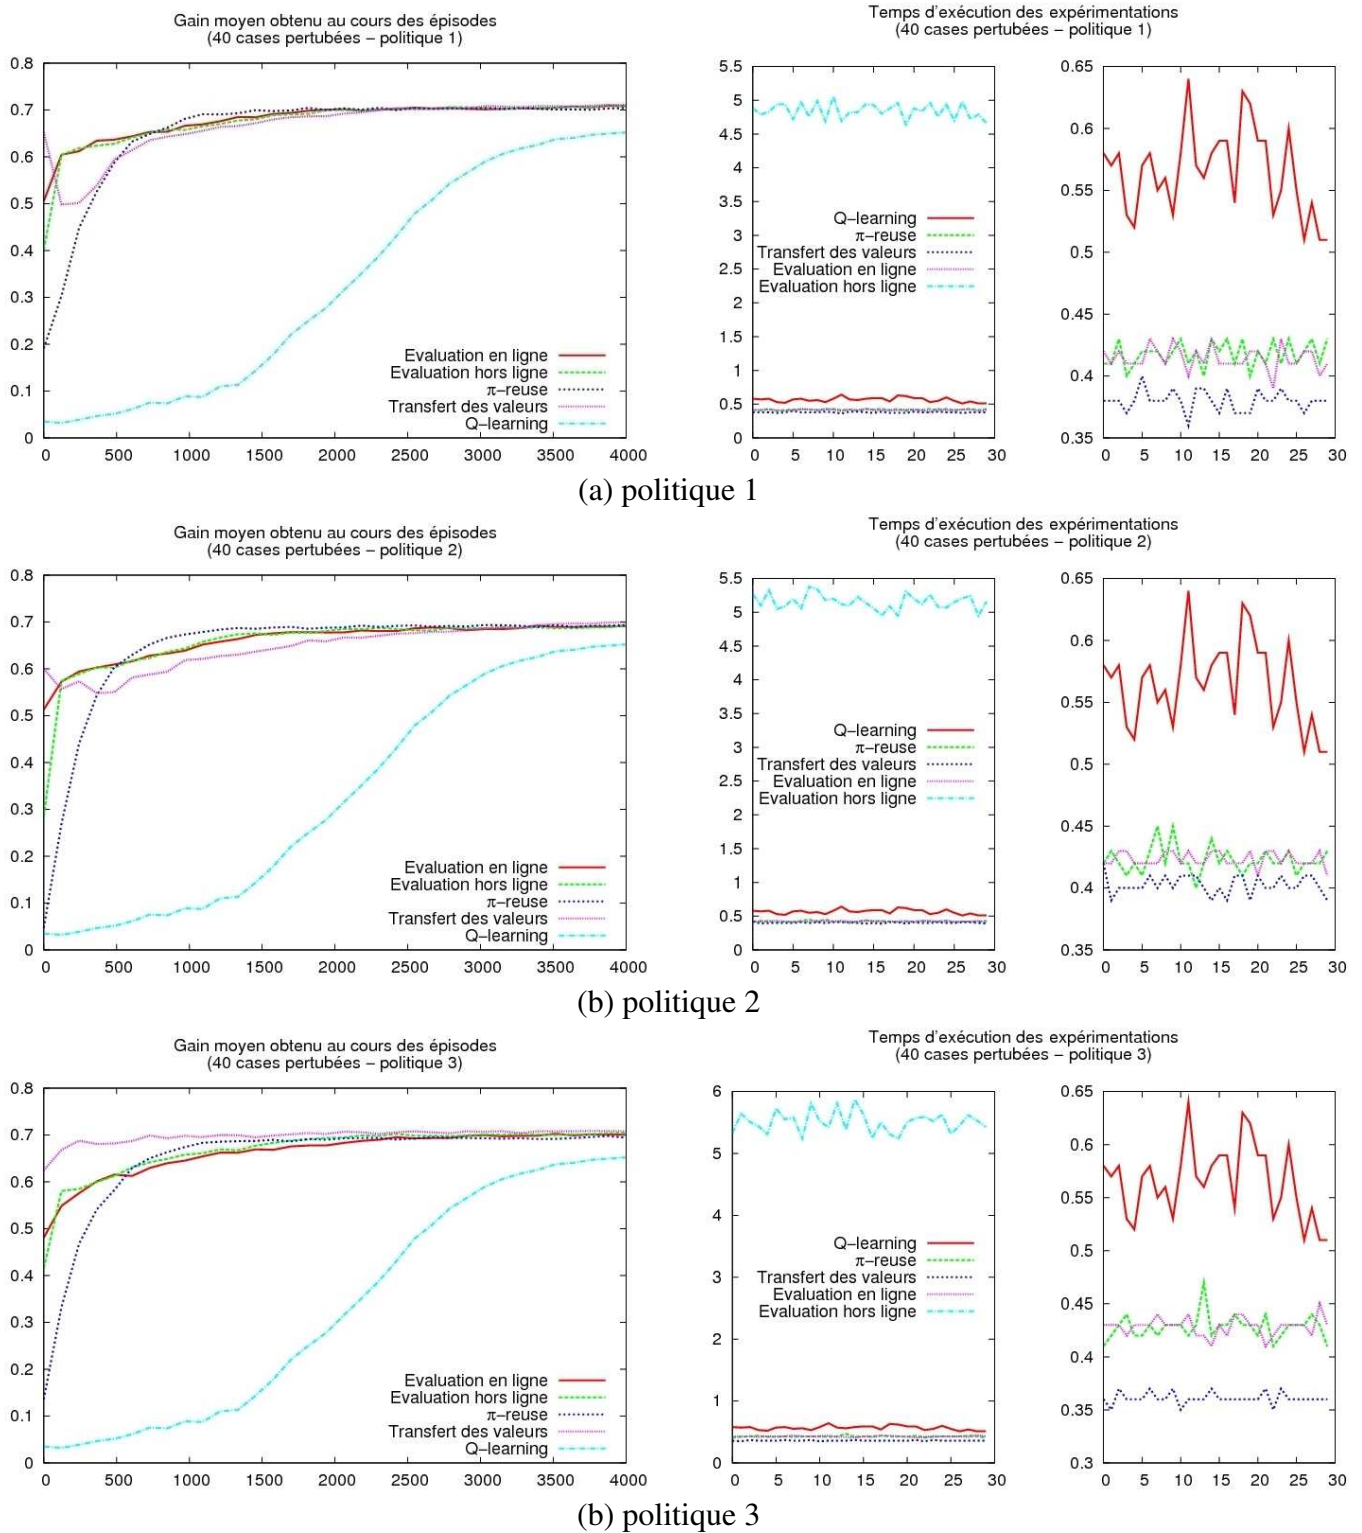 Gain moyen obtenu au cours des épisodes
(40 cases pertubées – politique 1)
0.8
0.7
0.6
0.5
0.4
0.3
0.2
0.1
0
Evaluation en ligne
Evaluation hors ligne
π–reuse
Transfert des valeurs
Q–learning
0 500 1000 1500 2000 2500 3000 3500 4000
Temps d'exécution des expérimentations
(40 cases pertubées – politique 1)
5.5
5
4.5
4
3.5
3
2.5
2
1.5
1
0.5
0
Q–learning
π–reuse
Transfert des valeurs
Evaluation en ligne
Evaluation hors ligne
0 5 10 15 20 25 30
0.65
0.6
0.55
0.5
0.45
0.4
0.35
0 5 10 15 20 25 30
(a) politique 1
Gain moyen obtenu au cours des épisodes
(40 cases pertubées – politique 2)
0.8
0.7
0.6
0.5
0.4
0.3
0.2
0.1
0
Evaluation en ligne
Evaluation hors ligne
π–reuse
Transfert des valeurs
Q–learning
0 500 1000 1500 2000 2500 3000 3500 4000
Temps d'exécution des expérimentations
(40 cases pertubées – politique 2)
5.5
5
4.5
4
3.5
3
2.5
2
1.5
1
0.5
0
Q–learning
π–reuse
Transfert des valeurs
Evaluation en ligne
Evaluation hors ligne
0 5 10 15 20 25 30
0.65
0.6
0.55
0.5
0.45
0.4
0.35
0 5 10 15 20 25 30
(b) politique 2
Gain moyen obtenu au cours des épisodes
(40 cases pertubées – politique 3)
0.8
0.7
0.6
0.5
0.4
0.3
0.2
0.1
0
Evaluation en ligne
Evaluation hors ligne
π–reuse
Transfert des valeurs
Q–learning
0 500 1000 1500 2000 2500 3000 3500 4000
Temps d'exécution des expérimentations
(40 cases pertubées – politique 3)
6
5
4
3
2
1
0
Q–learning
π–reuse
Transfert des valeurs
Evaluation en ligne
Evaluation hors ligne
0 5 10 15 20 25 30
0.65
0.6
0.55
0.5
0.45
0.4
0.35
0.3
0 5 10 15 20 25 30
(b) politique 3